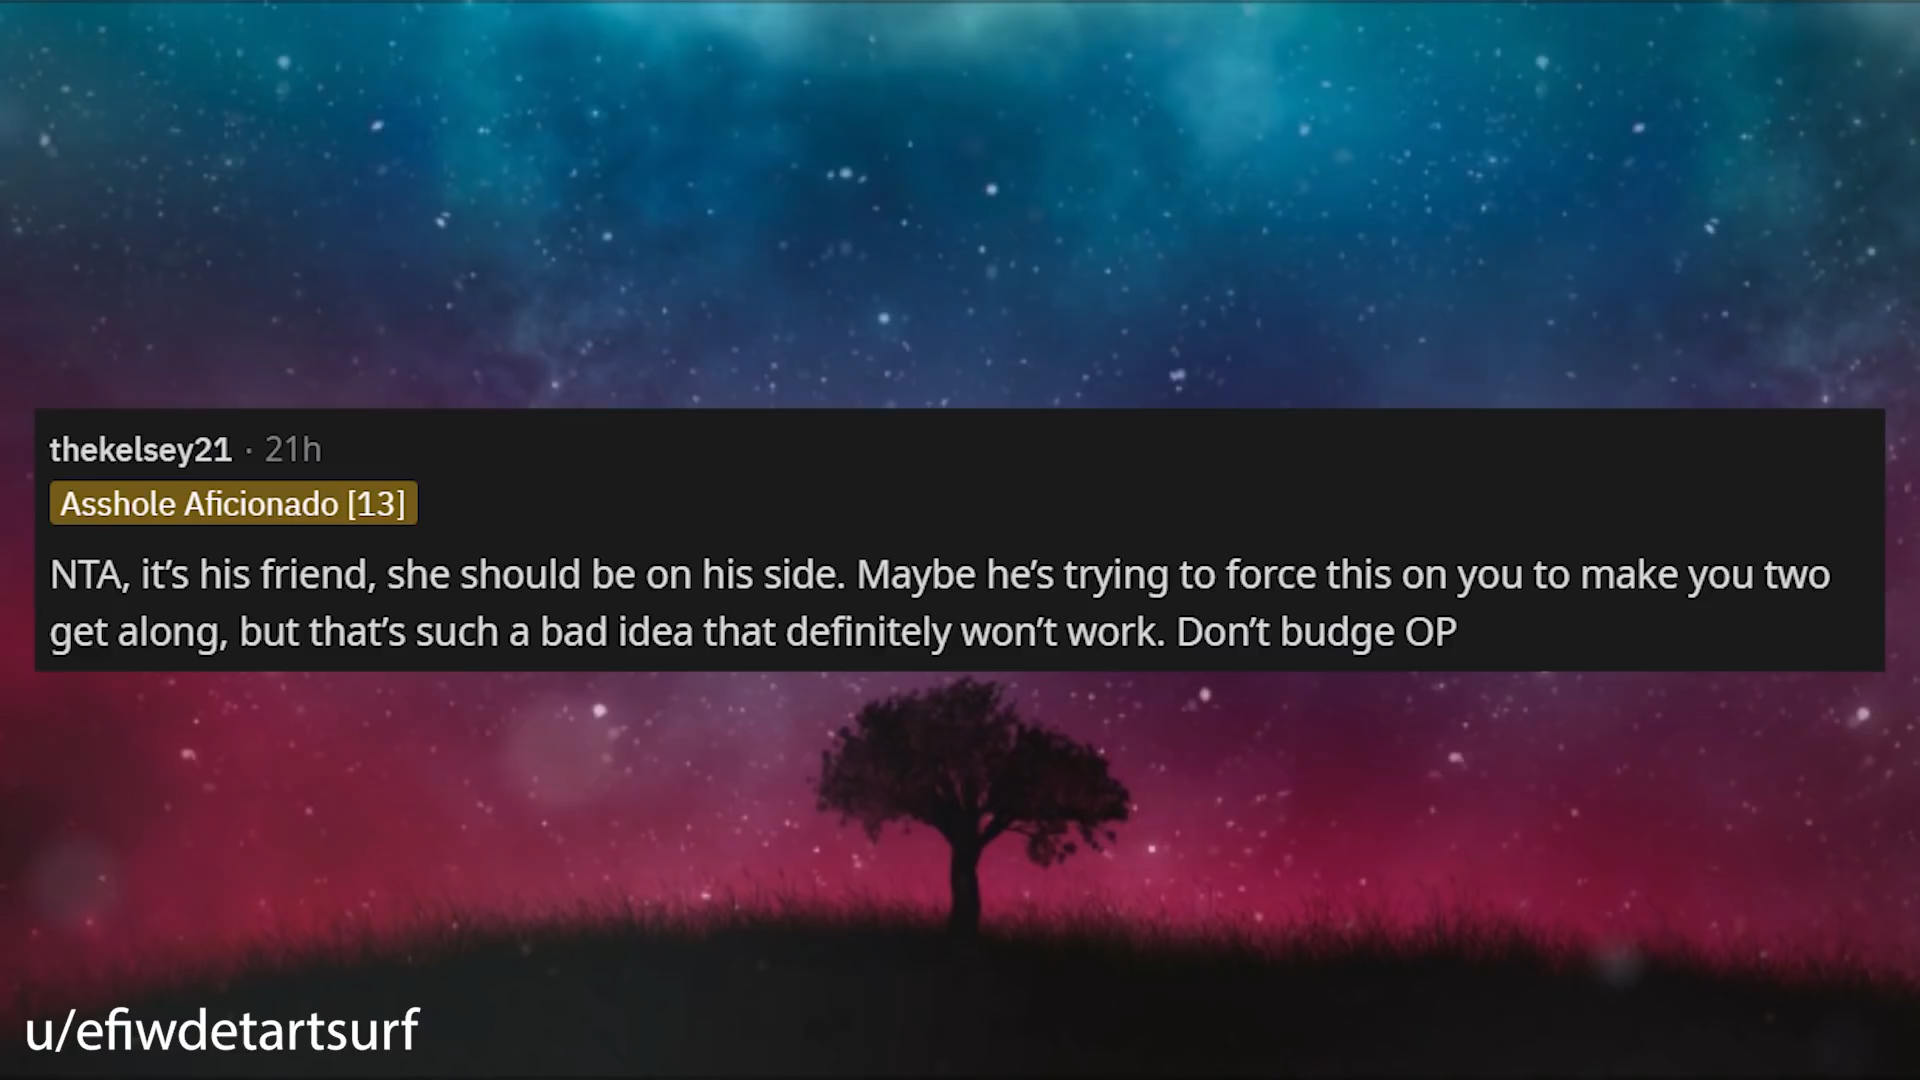 thekelsey21 · 21h
Asshole Aficionado [13]
NTA, it’s his friend, she should be on his side. Maybe he’s trying to force this on you to make you two
get along, but that’s such a bad idea that definitely won’t work. Don’t budge OP
u/efiwdetartsurf